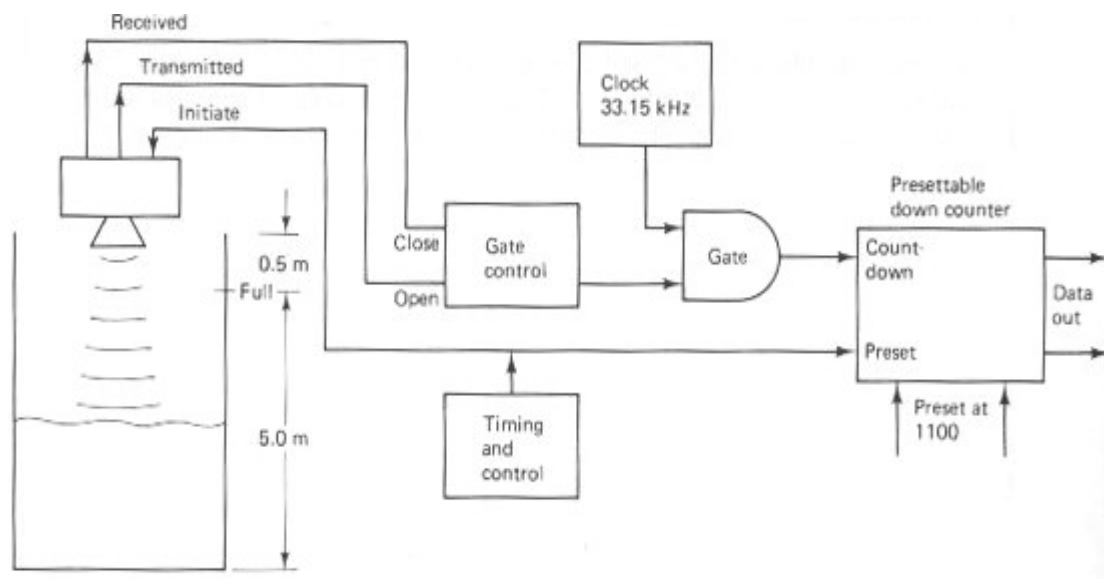 Received
Transmitted
Initiate
Clock
33.15 kHz
Presettable
down counter
Close
Gate
control
Open
Gate
Count-
down
Preset
Data
out
0.5 m
Full
5.0 m
Timing
and
control
Preset at
1100